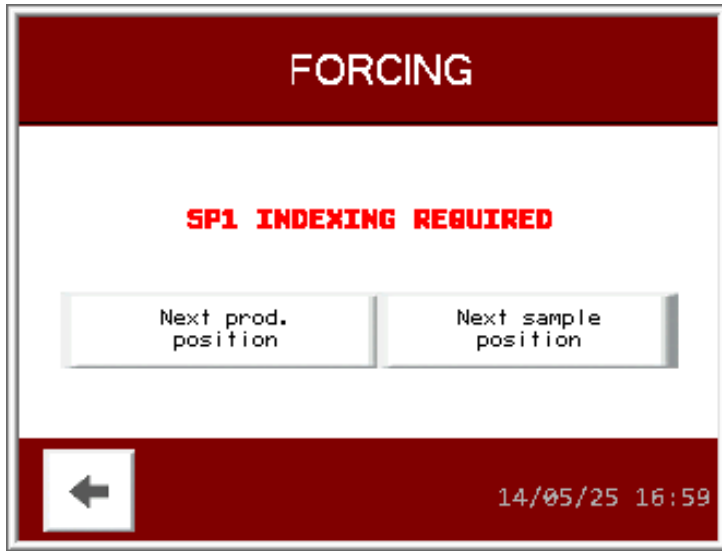 FORCING
SP1 INDEXING REQUIRED
Next prod.
position
Next sample
position
14/05/25 16:59